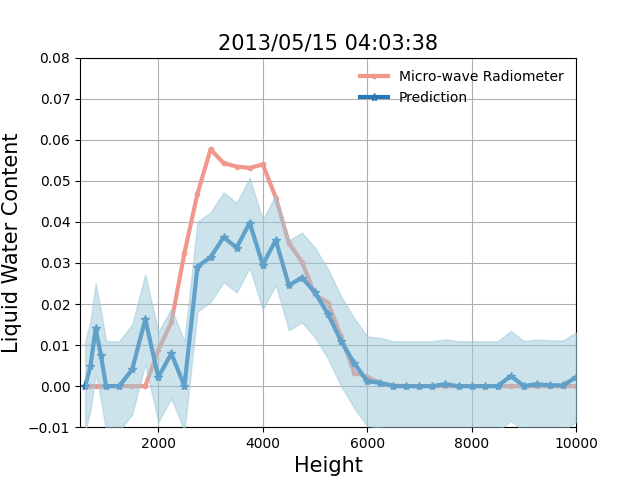 2013/05/15 04:03:38
Micro-wave Radiometer
Prediction
Liquid Water Content
0.08
0.07
0.06
0.05
0.04
0.03
0.02
0.01
0.00
−0.01
2000 4000 6000 8000 10000
Height